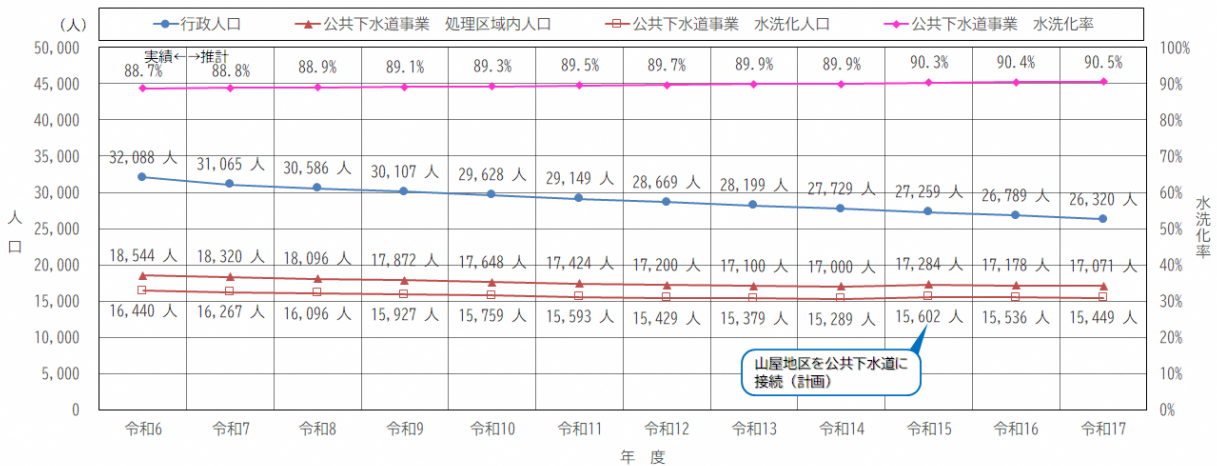 (人)
行政人口
公共下水道事業 処理区域内人口
公共下水道事業 水洗化人口
公共下水道事業 水洗化率
実績←→推計
50,000
45,000
40,000
35,000
30,000
25,000
20,000
15,000
10,000
5,000
0
人口
88.7% 88.8% 88.9% 89.1% 89.3% 89.5% 89.7% 89.9% 89.9% 90.3% 90.4% 90.5%
32,088 人 31,065 人 30,586 人 30,107 人 29,628 人 29,149 人 28,669 人 28,199 人 27,729 人 27,259 人 26,789 人 26,320 人
18,544 人 18,320 人 18,096 人 17,872 人 17,648 人 17,424 人 17,200 人 17,100 人 17,000 人 17,284 人 17,178 人 17,071 人
16,440 人 16,267 人 16,096 人 15,927 人 15,759 人 15,593 人 15,429 人 15,379 人 15,289 人 15,602 人 15,536 人 15,449 人
山屋地区を公共下水道に
接続（計画）
100%
90%
80%
70%
60%
50%
40%
30%
20%
10%
0%
水洗化率
令和6 令和7 令和8 令和9 令和10 令和11 令和12 令和13 令和14 令和15 令和16 令和17
年 度